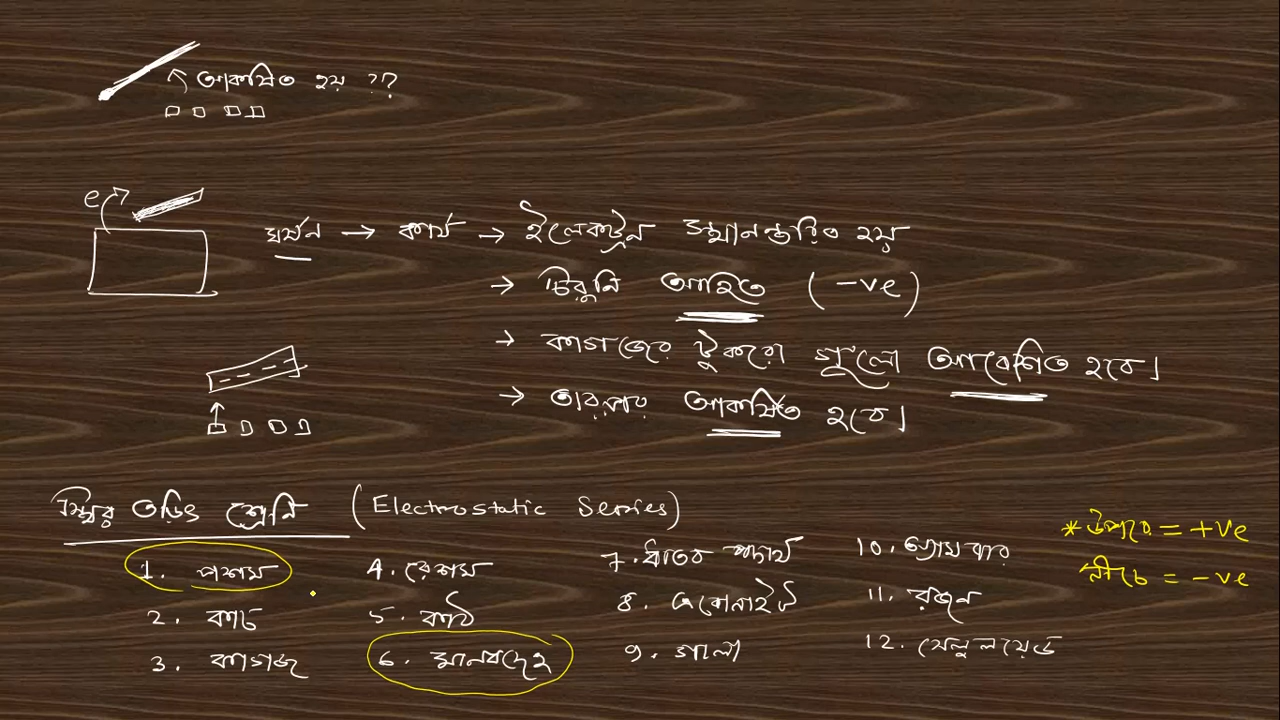 আকর্ষিত হয় ??
e
ঘর্ষন → কার্য → ইলেকট্রন স্থানান্তরিত হয়
→ চিরুনি আহিত (-ve)
→ কাগজের টুকরো গুলো আবেশিত হবে।
→ তারপর আকর্ষিত হবে।
স্থির তড়িৎ শ্রেনি (Electrostatic Series)
1. পশম
2. কাচ
3. কাগজ
4. রেশম
5. কাঠ
6. মানবদেহ
7. ধাতব পদার্থ
8. এবোনাইট
9. গালা
10. অ্যামবার
11. রজন
12. সেলুলয়েড
* উপরে = +ve
নীচে = -ve